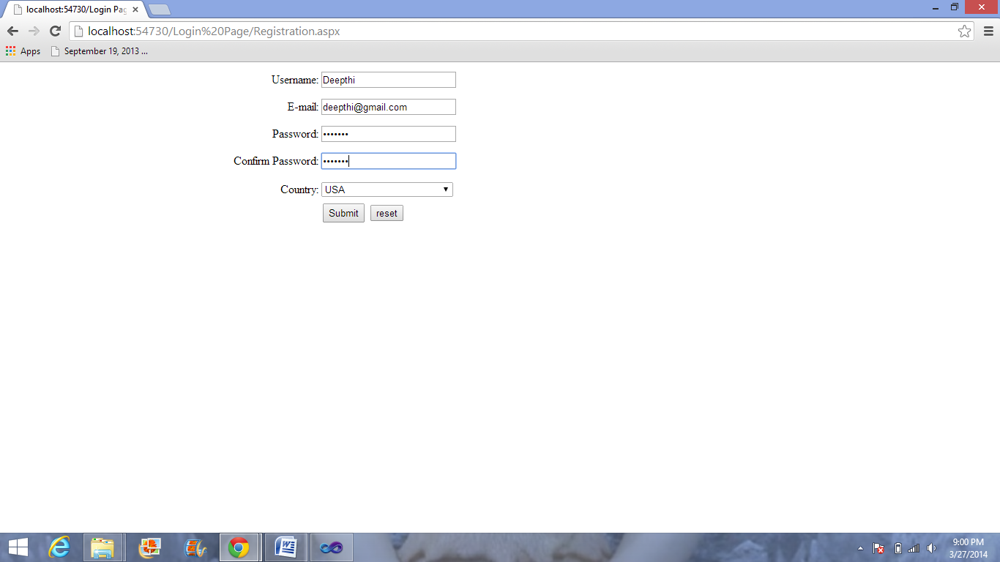 localhost:54730/Login Pag
localhost:54730/Login%20Page/Registration.aspx
Apps September 19, 2013 ...
Username: Deepthi
E-mail: deepthi@gmail.com
Password: •••••••
Confirm Password: •••••••
Country: USA
Submit reset
9:00 PM
3/27/2014